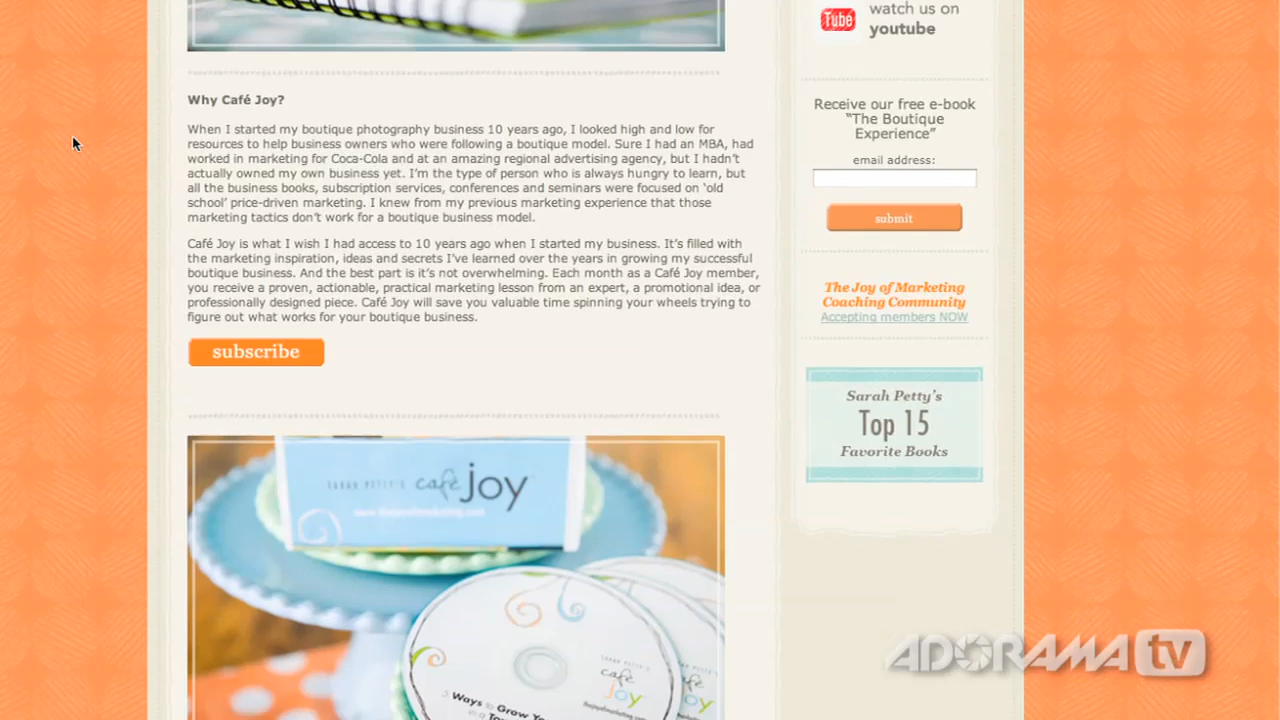 Why Café Joy?
When I started my boutique photography business 10 years ago, I looked high and low for
resources to help business owners who were following a boutique model. Sure I had an MBA, had
worked in marketing for Coca-Cola and at an amazing regional advertising agency, but I hadn't
actually owned my own business yet. I'm the type of person who is always hungry to learn, but
all the business books, subscription services, conferences and seminars were focused on 'old
school' price-driven marketing. I knew from my previous marketing experience that those
marketing tactics don't work for a boutique business model.
Café Joy is what I wish I had access to 10 years ago when I started my business. It's filled with
the marketing inspiration, ideas and secrets I've learned over the years in growing my successful
boutique business. And the best part is it's not overwhelming. Each month as a Café Joy member,
you receive a proven, actionable, practical marketing lesson from an expert, a promotional idea, or
professionally designed piece. Café Joy will save you valuable time spinning your wheels trying to
figure out what works for your boutique business.
subscribe
SARAH PETTY'S café joy
www.thejoyofmarketing.com
SARAH PETTY'S
café
joy
5 Ways to Grow
Tube
watch us on
youtube
Receive our free e-book
"The Boutique
Experience"
email address:
submit
The Joy of Marketing
Coaching Community
Accepting members NOW
Sarah Petty's
Top 15
Favorite Books
ADORAMA tv